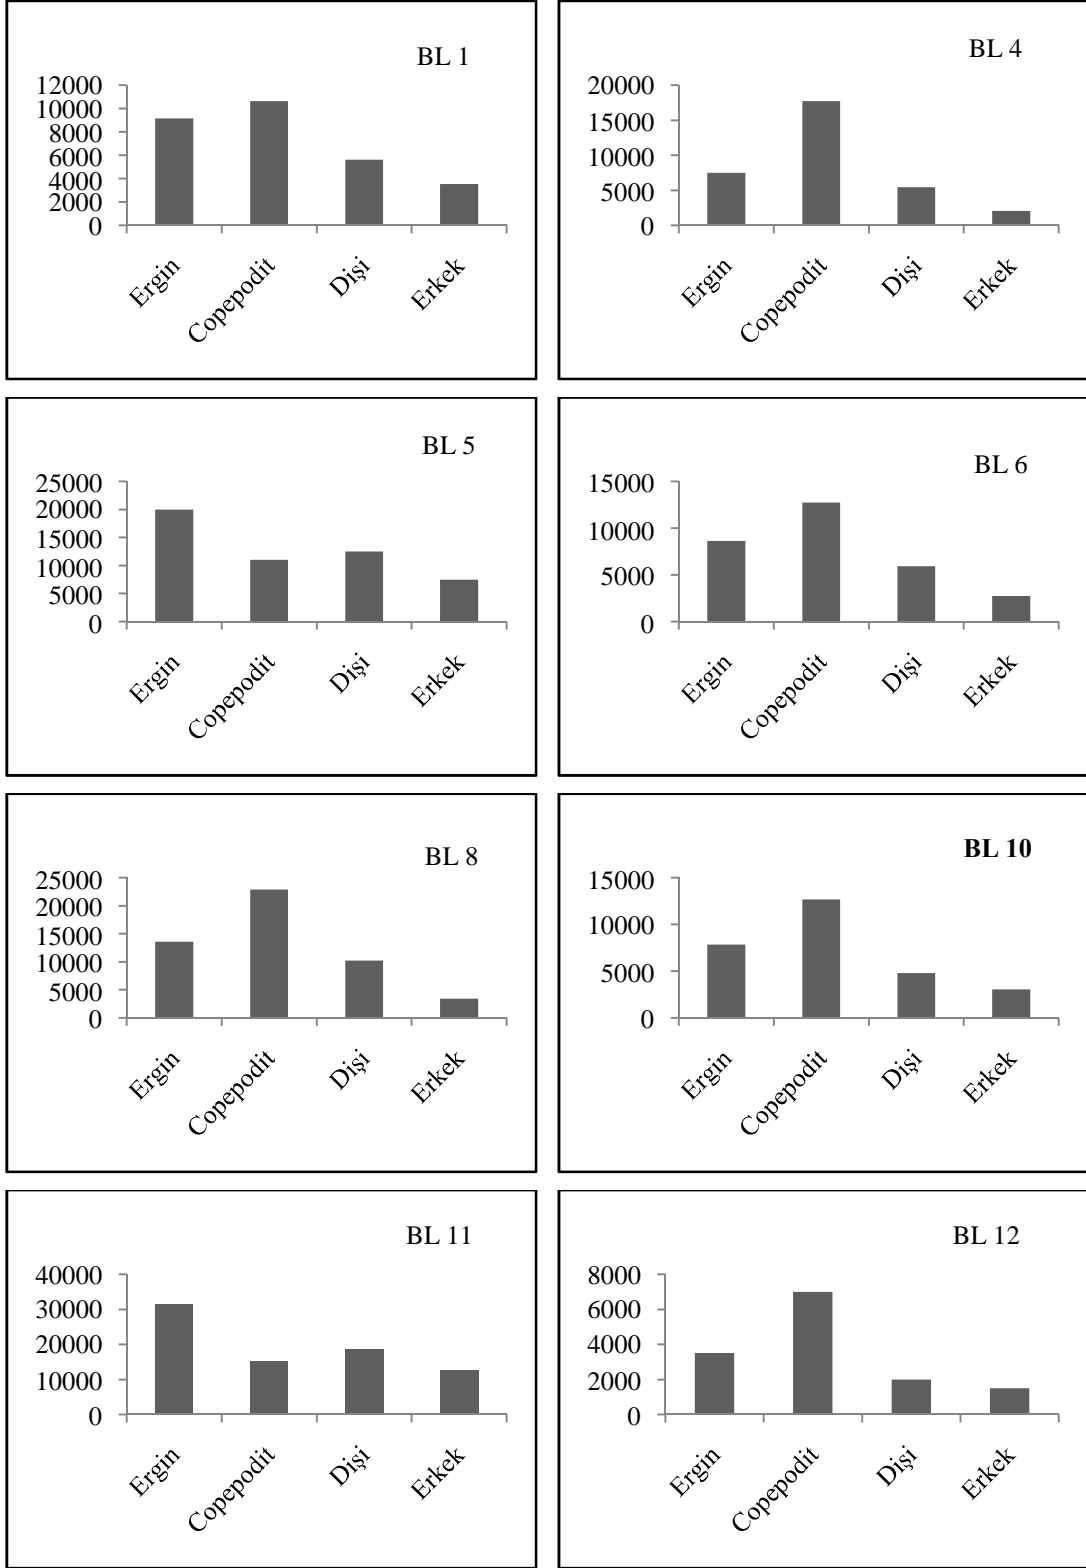 BL 1
12000
10000
8000
6000
4000
2000
0
Ergin
Copepodit
Dişi
Erkek
BL 4
20000
15000
10000
5000
0
Ergin
Copepodit
Dişi
Erkek
BL 5
25000
20000
15000
10000
5000
0
Ergin
Copepodit
Dişi
Erkek
BL 6
15000
10000
5000
0
Ergin
Copepodit
Dişi
Erkek
BL 8
25000
20000
15000
10000
5000
0
Ergin
Copepodit
Dişi
Erkek
BL 10
15000
10000
5000
0
Ergin
Copepodit
Dişi
Erkek
BL 11
40000
30000
20000
10000
0
Ergin
Copepodit
Dişi
Erkek
BL 12
8000
6000
4000
2000
0
Ergin
Copepodit
Dişi
Erkek